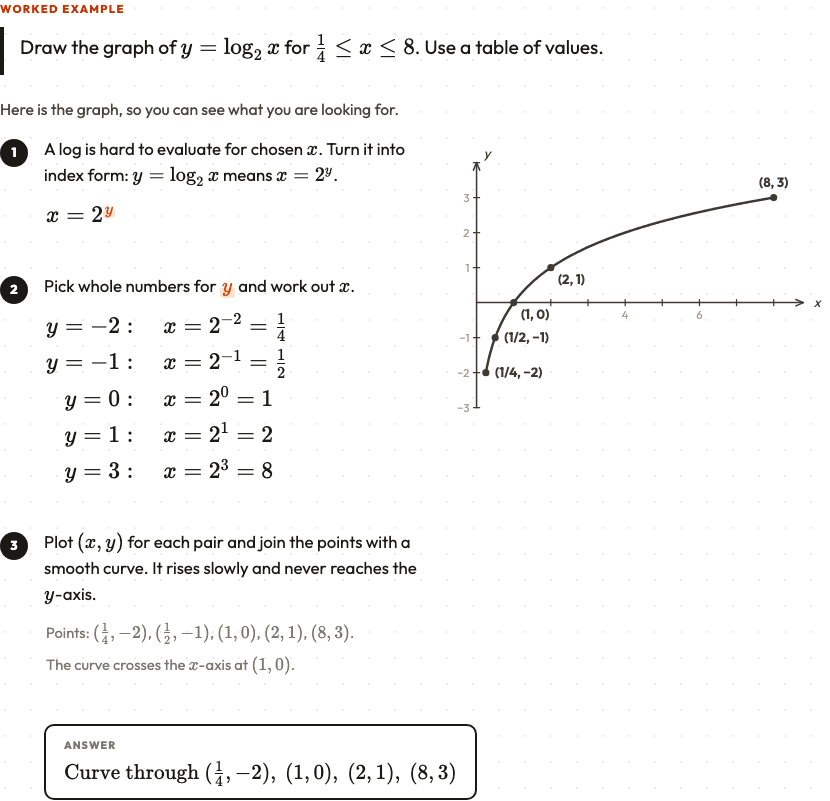 WORKED EXAMPLE
Draw the graph of y = log₂ x for 1/4 ≤ x ≤ 8. Use a table of values.
Here is the graph, so you can see what you are looking for.
1
A log is hard to evaluate for chosen x. Turn it into
index form: y = log₂ x means x = 2^y.
x = 2^y
2
Pick whole numbers for y and work out x.
y = −2 : x = 2⁻² = 1/4
y = −1 : x = 2⁻¹ = 1/2
y = 0 : x = 2⁰ = 1
y = 1 : x = 2¹ = 2
y = 3 : x = 2³ = 8
3
Plot (x, y) for each pair and join the points with a
smooth curve. It rises slowly and never reaches the
y-axis.
Points: (1/4, −2), (1/2, −1), (1, 0), (2, 1), (8, 3).
The curve crosses the x-axis at (1, 0).
ANSWER
Curve through (1/4, −2), (1, 0), (2, 1), (8, 3)
y
(8, 3)
3
2
1
(2, 1)
x
(1, 0)
4
6
−1
(1/2, −1)
−2
(1/4, −2)
−3